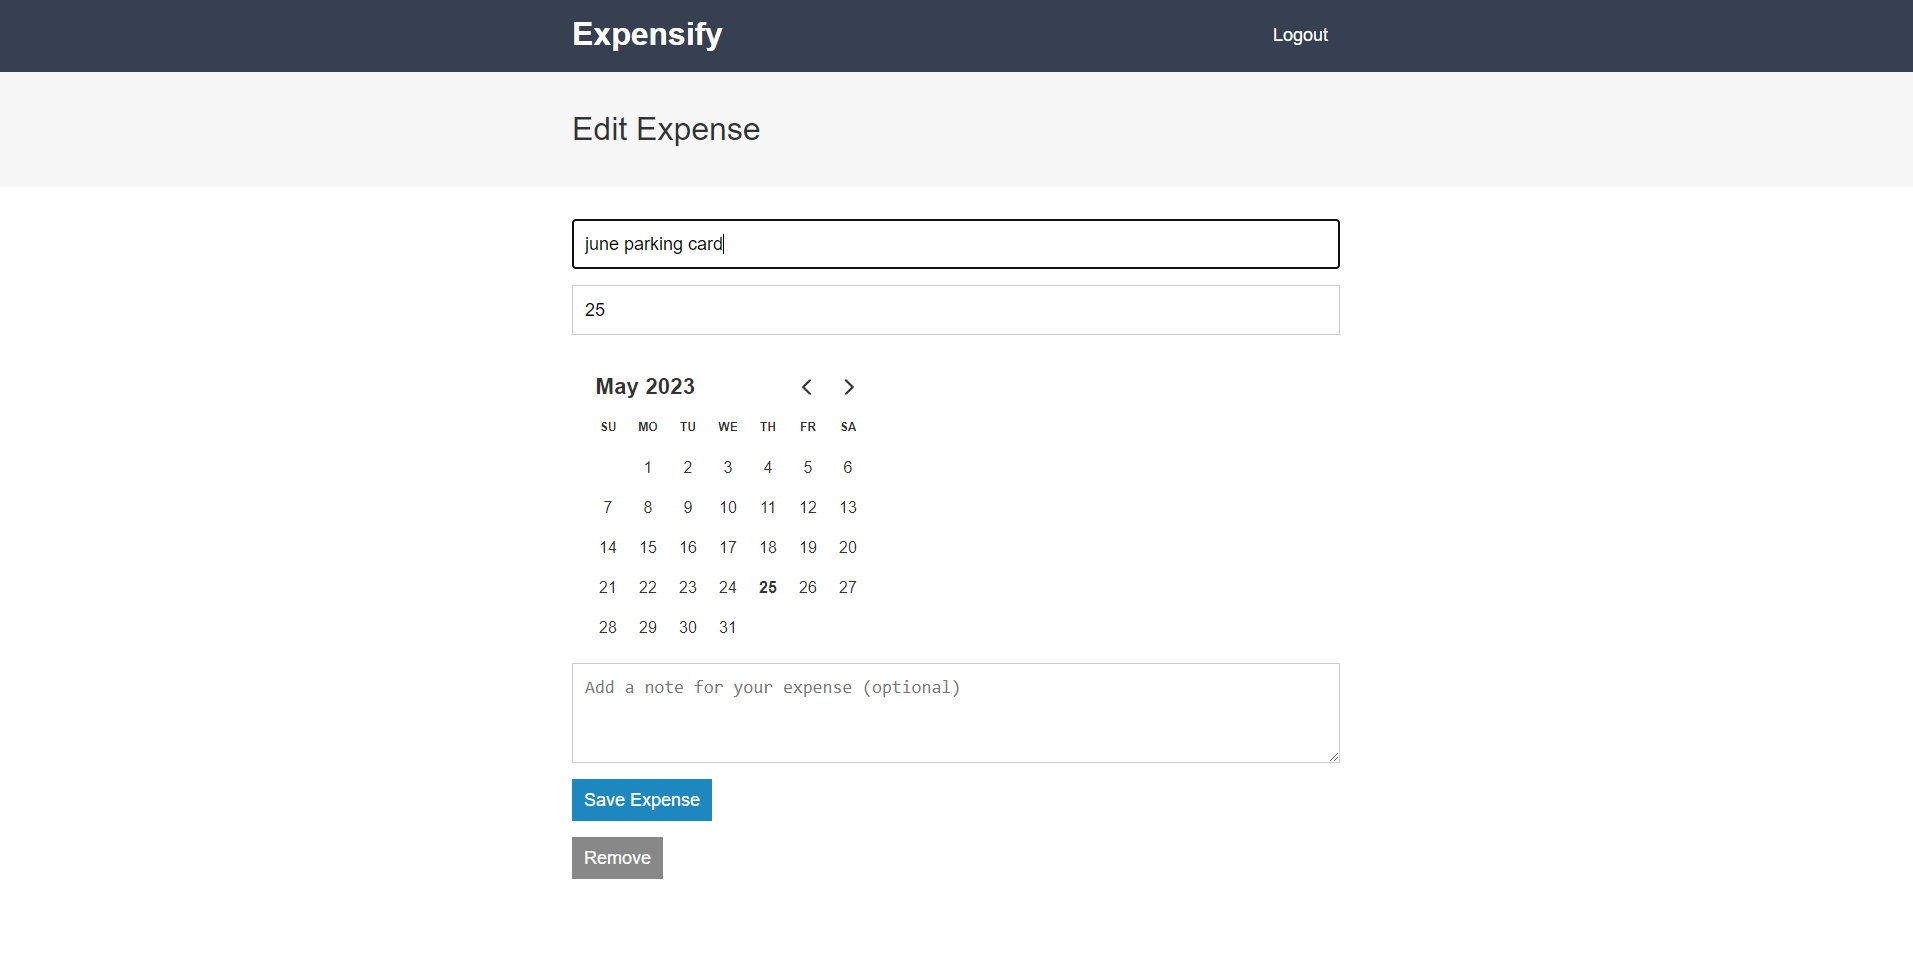 Expensify
Logout
Edit Expense
june parking card
25
May 2023
SU MO TU WE TH FR SA
1 2 3 4 5 6
7 8 9 10 11 12 13
14 15 16 17 18 19 20
21 22 23 24 25 26 27
28 29 30 31
Add a note for your expense (optional)
Save Expense
Remove